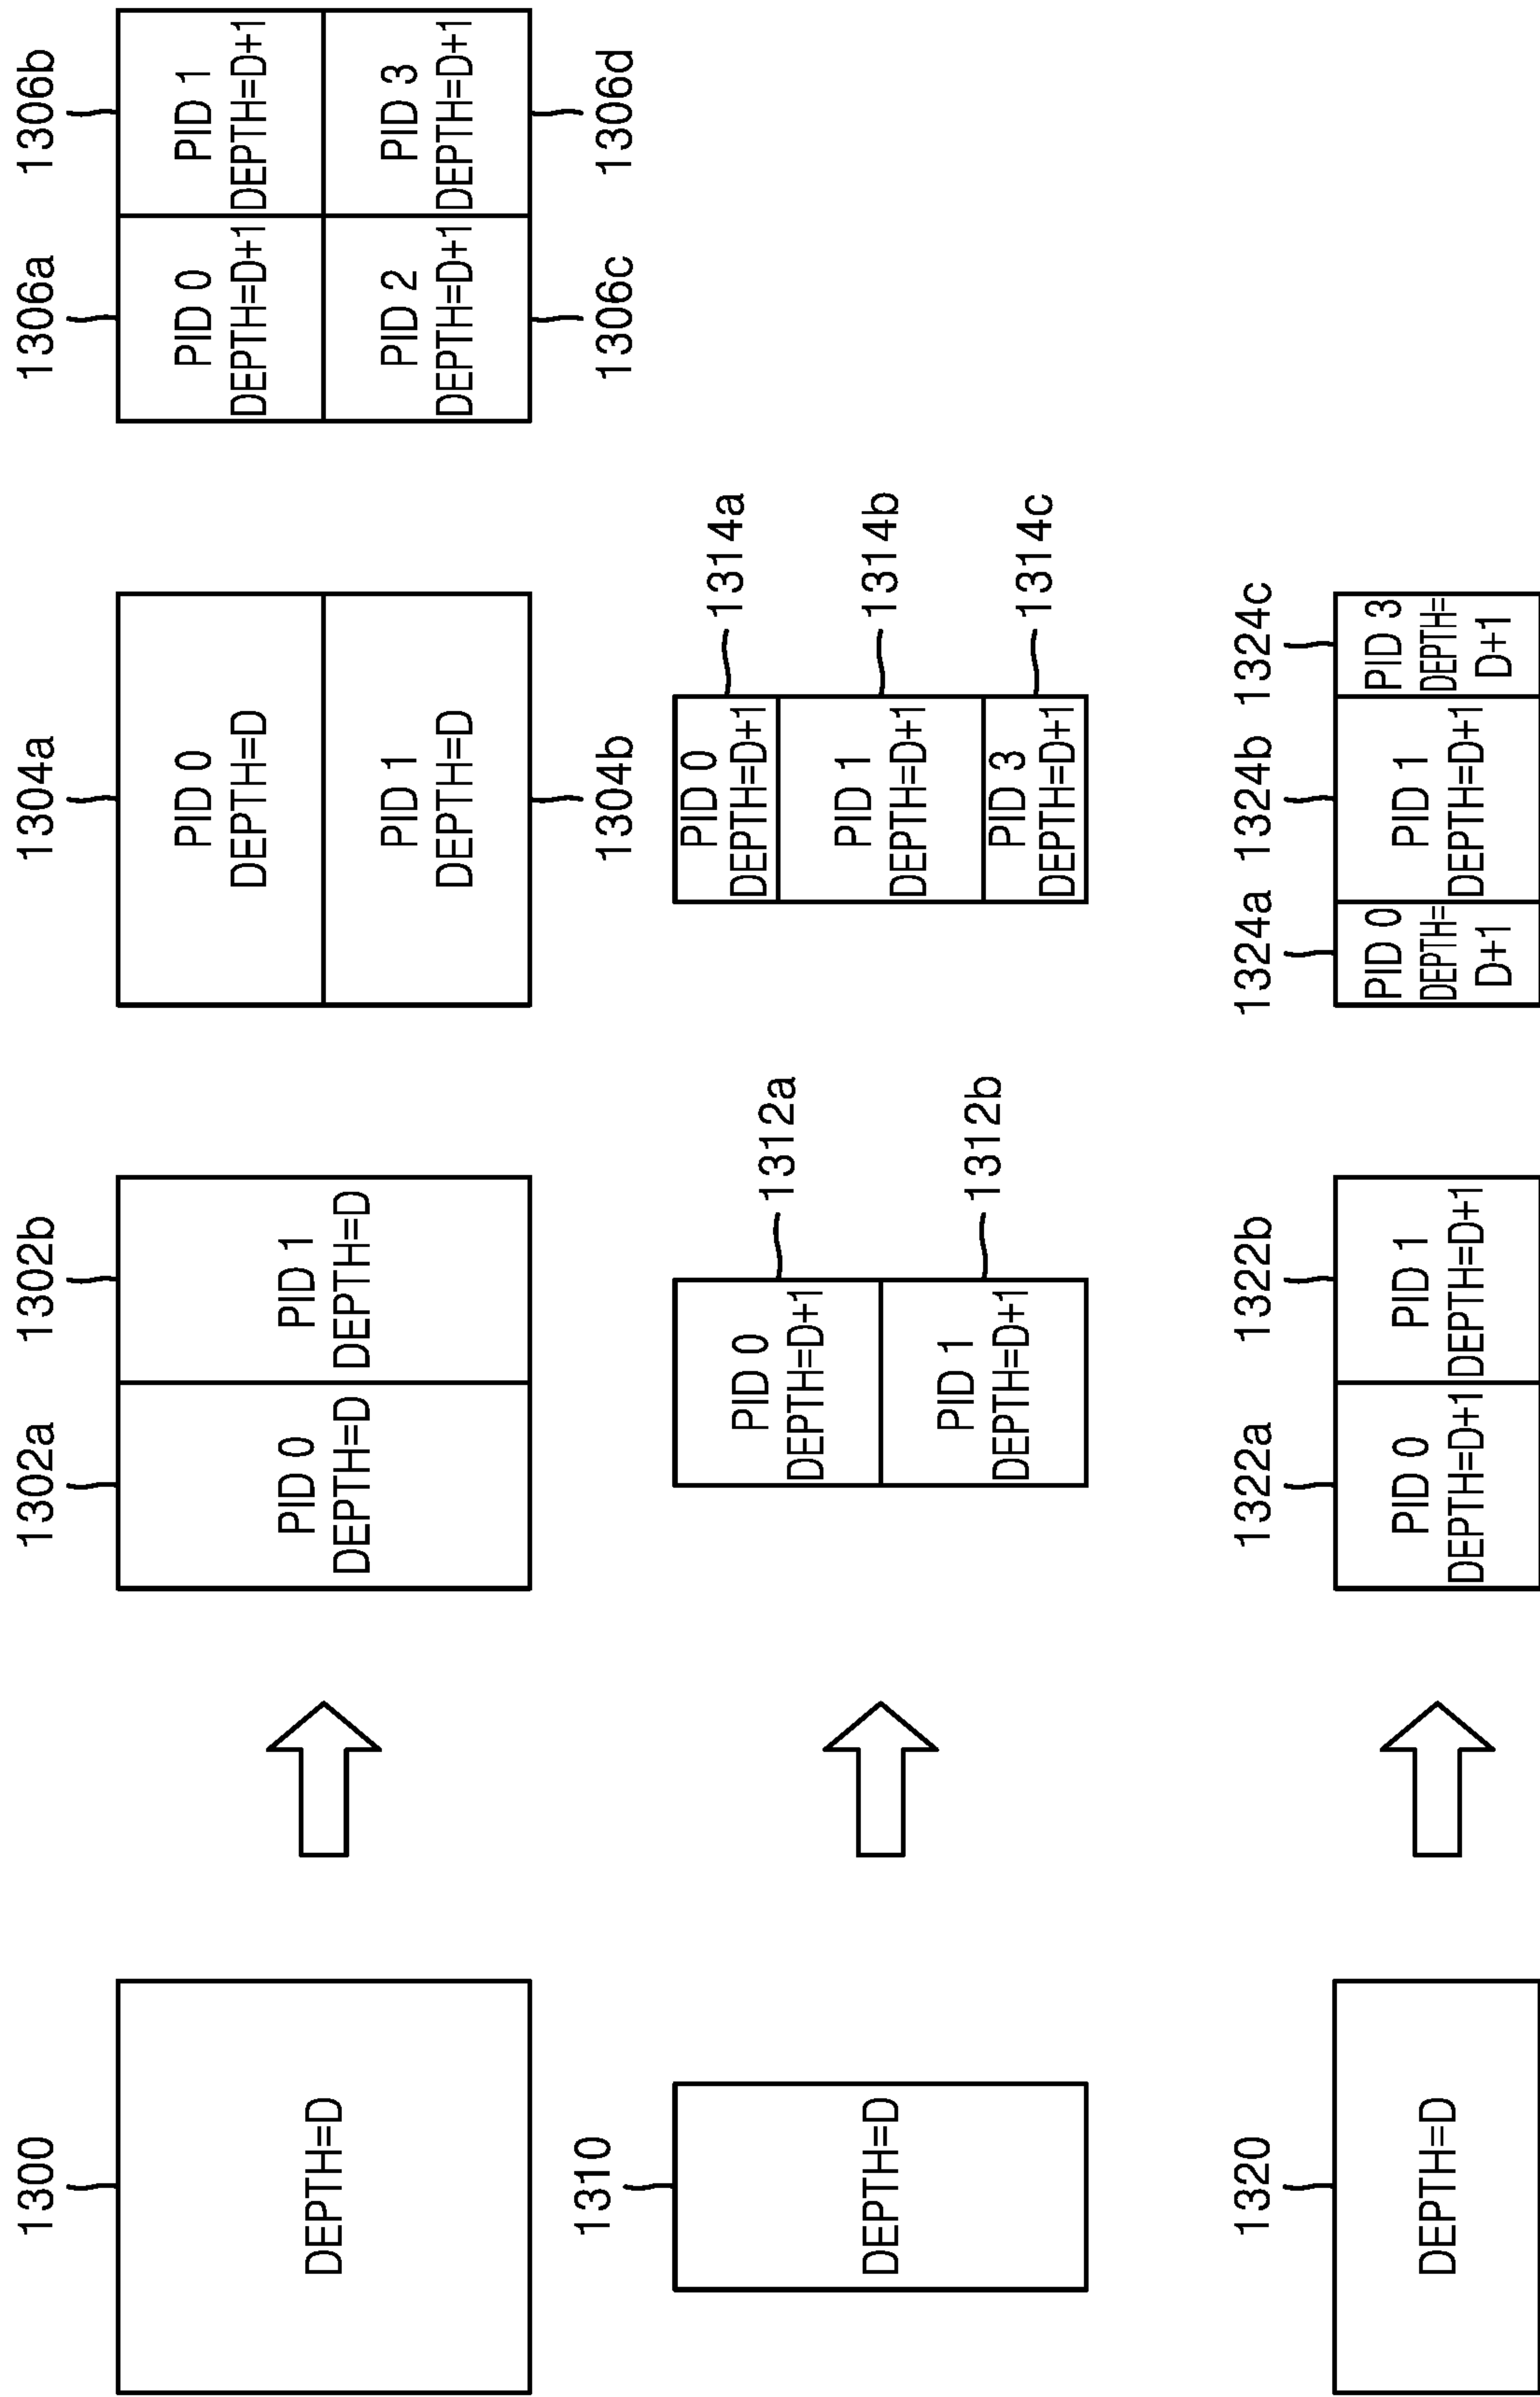 1300
DEPTH=D
1302a
1302b
PID 0
DEPTH=D
PID 1
DEPTH=D
1304a
PID 0
DEPTH=D
PID 1
DEPTH=D
1304b
1306a
1306b
PID 0
DEPTH=D+1
PID 1
DEPTH=D+1
PID 2
DEPTH=D+1
PID 3
DEPTH=D+1
1306c
1306d
1310
DEPTH=D
PID 0
DEPTH=D+1
1312a
PID 1
DEPTH=D+1
1312b
PID 0
DEPTH=D+1
1314a
PID 1
DEPTH=D+1
1314b
PID 3
DEPTH=D+1
1314c
1320
DEPTH=D
1322a
1322b
PID 0
DEPTH=D+1
PID 1
DEPTH=D+1
1324a
1324b
1324c
PID 0
DEPTH=
D+1
PID 1
DEPTH=D+1
PID 3
DEPTH=
D+1